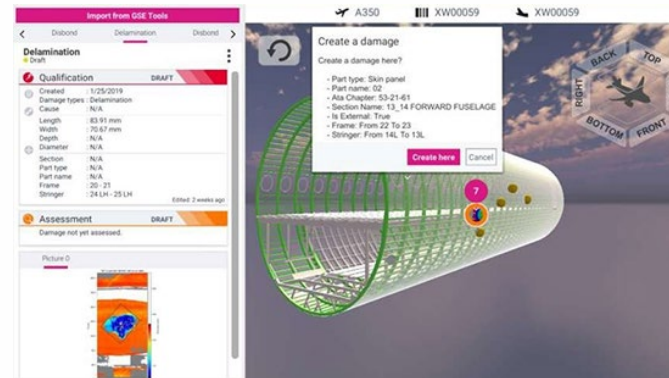 Import from GSE Tools
Disbond Delamination Disbond
Delamination
Draft
Qualification DRAFT
Created : 1/25/2019
Damage types : Delamination
Cause : N/A
Length : 83.91 mm
Width : 70.67 mm
Depth : N/A
Diameter : N/A
Section : N/A
Part type : N/A
Part name : N/A
Frame : 20 - 21
Stringer : 24 LH - 25 LH
Edited: 2 weeks ago
Assessment DRAFT
Damage not yet assessed.
Picture 0
A350 XW00059 XW00059
Create a damage
Create a damage here?
- Part type: Skin panel
- Part name: 02
- Ata Chapter: 53-21-61
- Section Name: 13_14 FORWARD FUSELAGE
- Is External: True
- Frame: From 22 To 23
- Stringer: From 14L To 13L
Create here Cancel
BACK TOP
RIGHT
BOTTOM FRONT
7